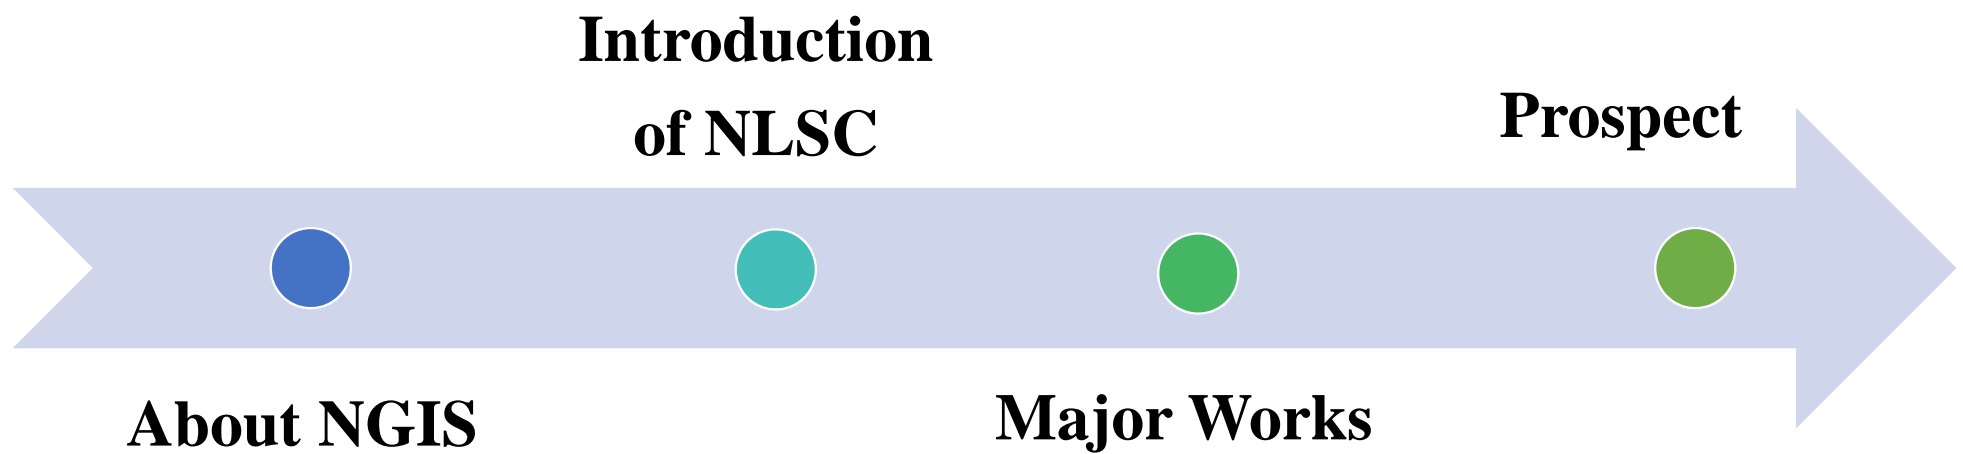 About NGIS
Introduction
of NLSC
Major Works
Prospect